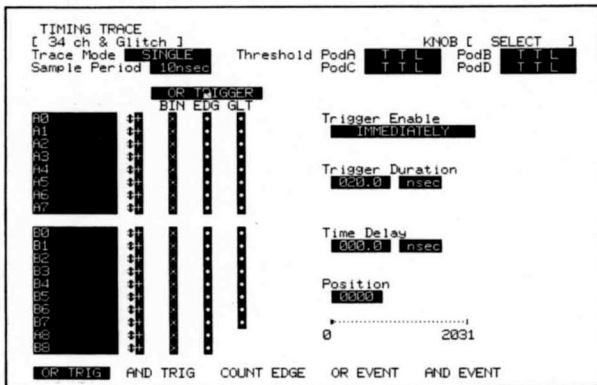 TIMING TRACE
[ 34 ch & Glitch ] KNOB [ SELECT ]
Trace Mode SINGLE Threshold PodA T T L PodB T T L
Sample Period 10nsec PodC T T L PodD T T L
OR TRIGGER
BIN EDG GLT
Trigger Enable
IMMEDIATELY
Trigger Duration
020.0 nsec
Time Delay
000.0 nsec
Position
0000
0 2031
A0
A1
A2
A3
A4
A5
A6
A7
B0
B1
B2
B3
B4
B5
B6
B7
A8
B8
OR TRIG AND TRIG COUNT EDGE OR EVENT AND EVENT